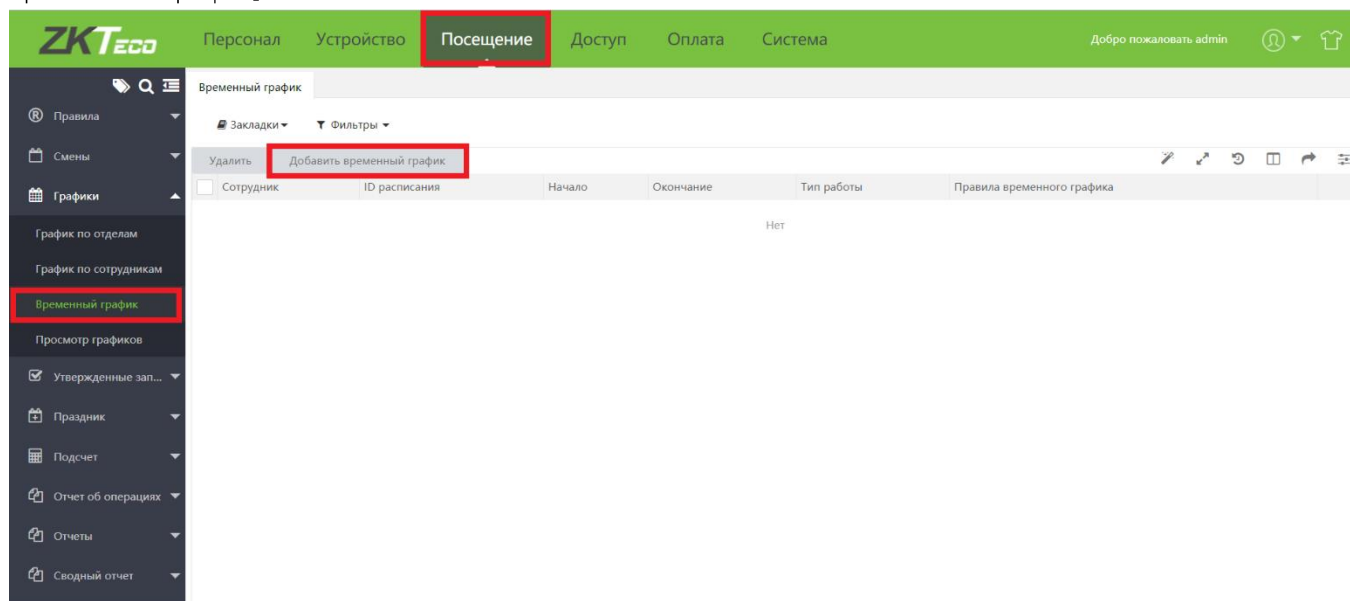 ZKTeco Персонал Устройство Посещение Доступ Оплата Система Добро пожаловать admin
Временный график
Правила
Закладки Фильтры
Смены
Удалить Добавить временный график
Сотрудник ID расписания Начало Окончание Тип работы Правила временного графика
Графики
Нет
График по отделам
График по сотрудникам
Временный график
Просмотр графиков
Утвержденные зап...
Праздник
Подсчет
Отчет об операциях
Отчеты
Сводный отчет